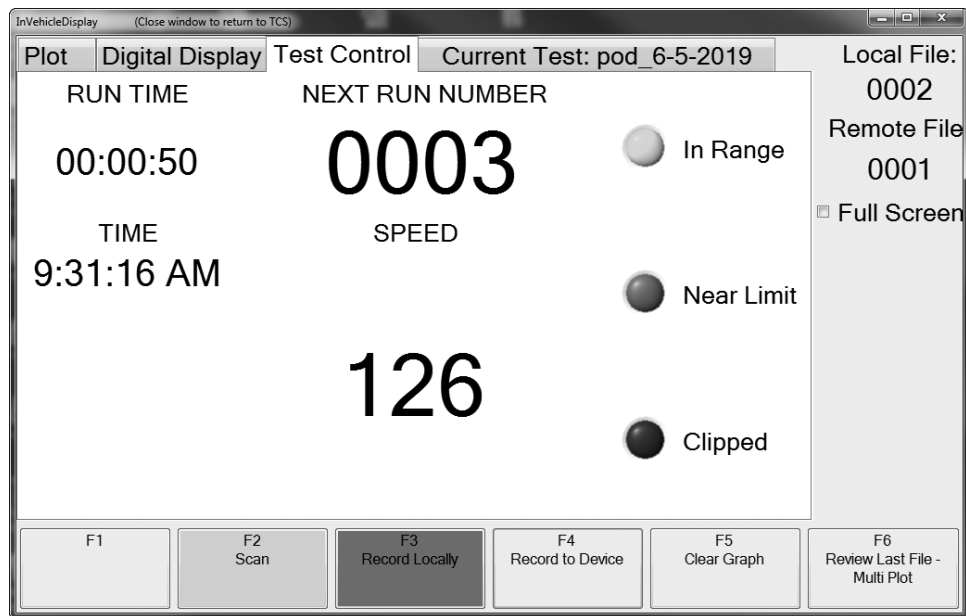 InVehicleDisplay (Close window to return to TCS)
Plot Digital Display Test Control Current Test: pod_6-5-2019
Local File:
0002
Remote File
0001
Full Screen
RUN TIME NEXT RUN NUMBER
00:00:50 0003
In Range
TIME SPEED
9:31:16 AM
Near Limit
126
Clipped
F1
F2
Scan
F3
Record Locally
F4
Record to Device
F5
Clear Graph
F6
Review Last File -
Multi Plot